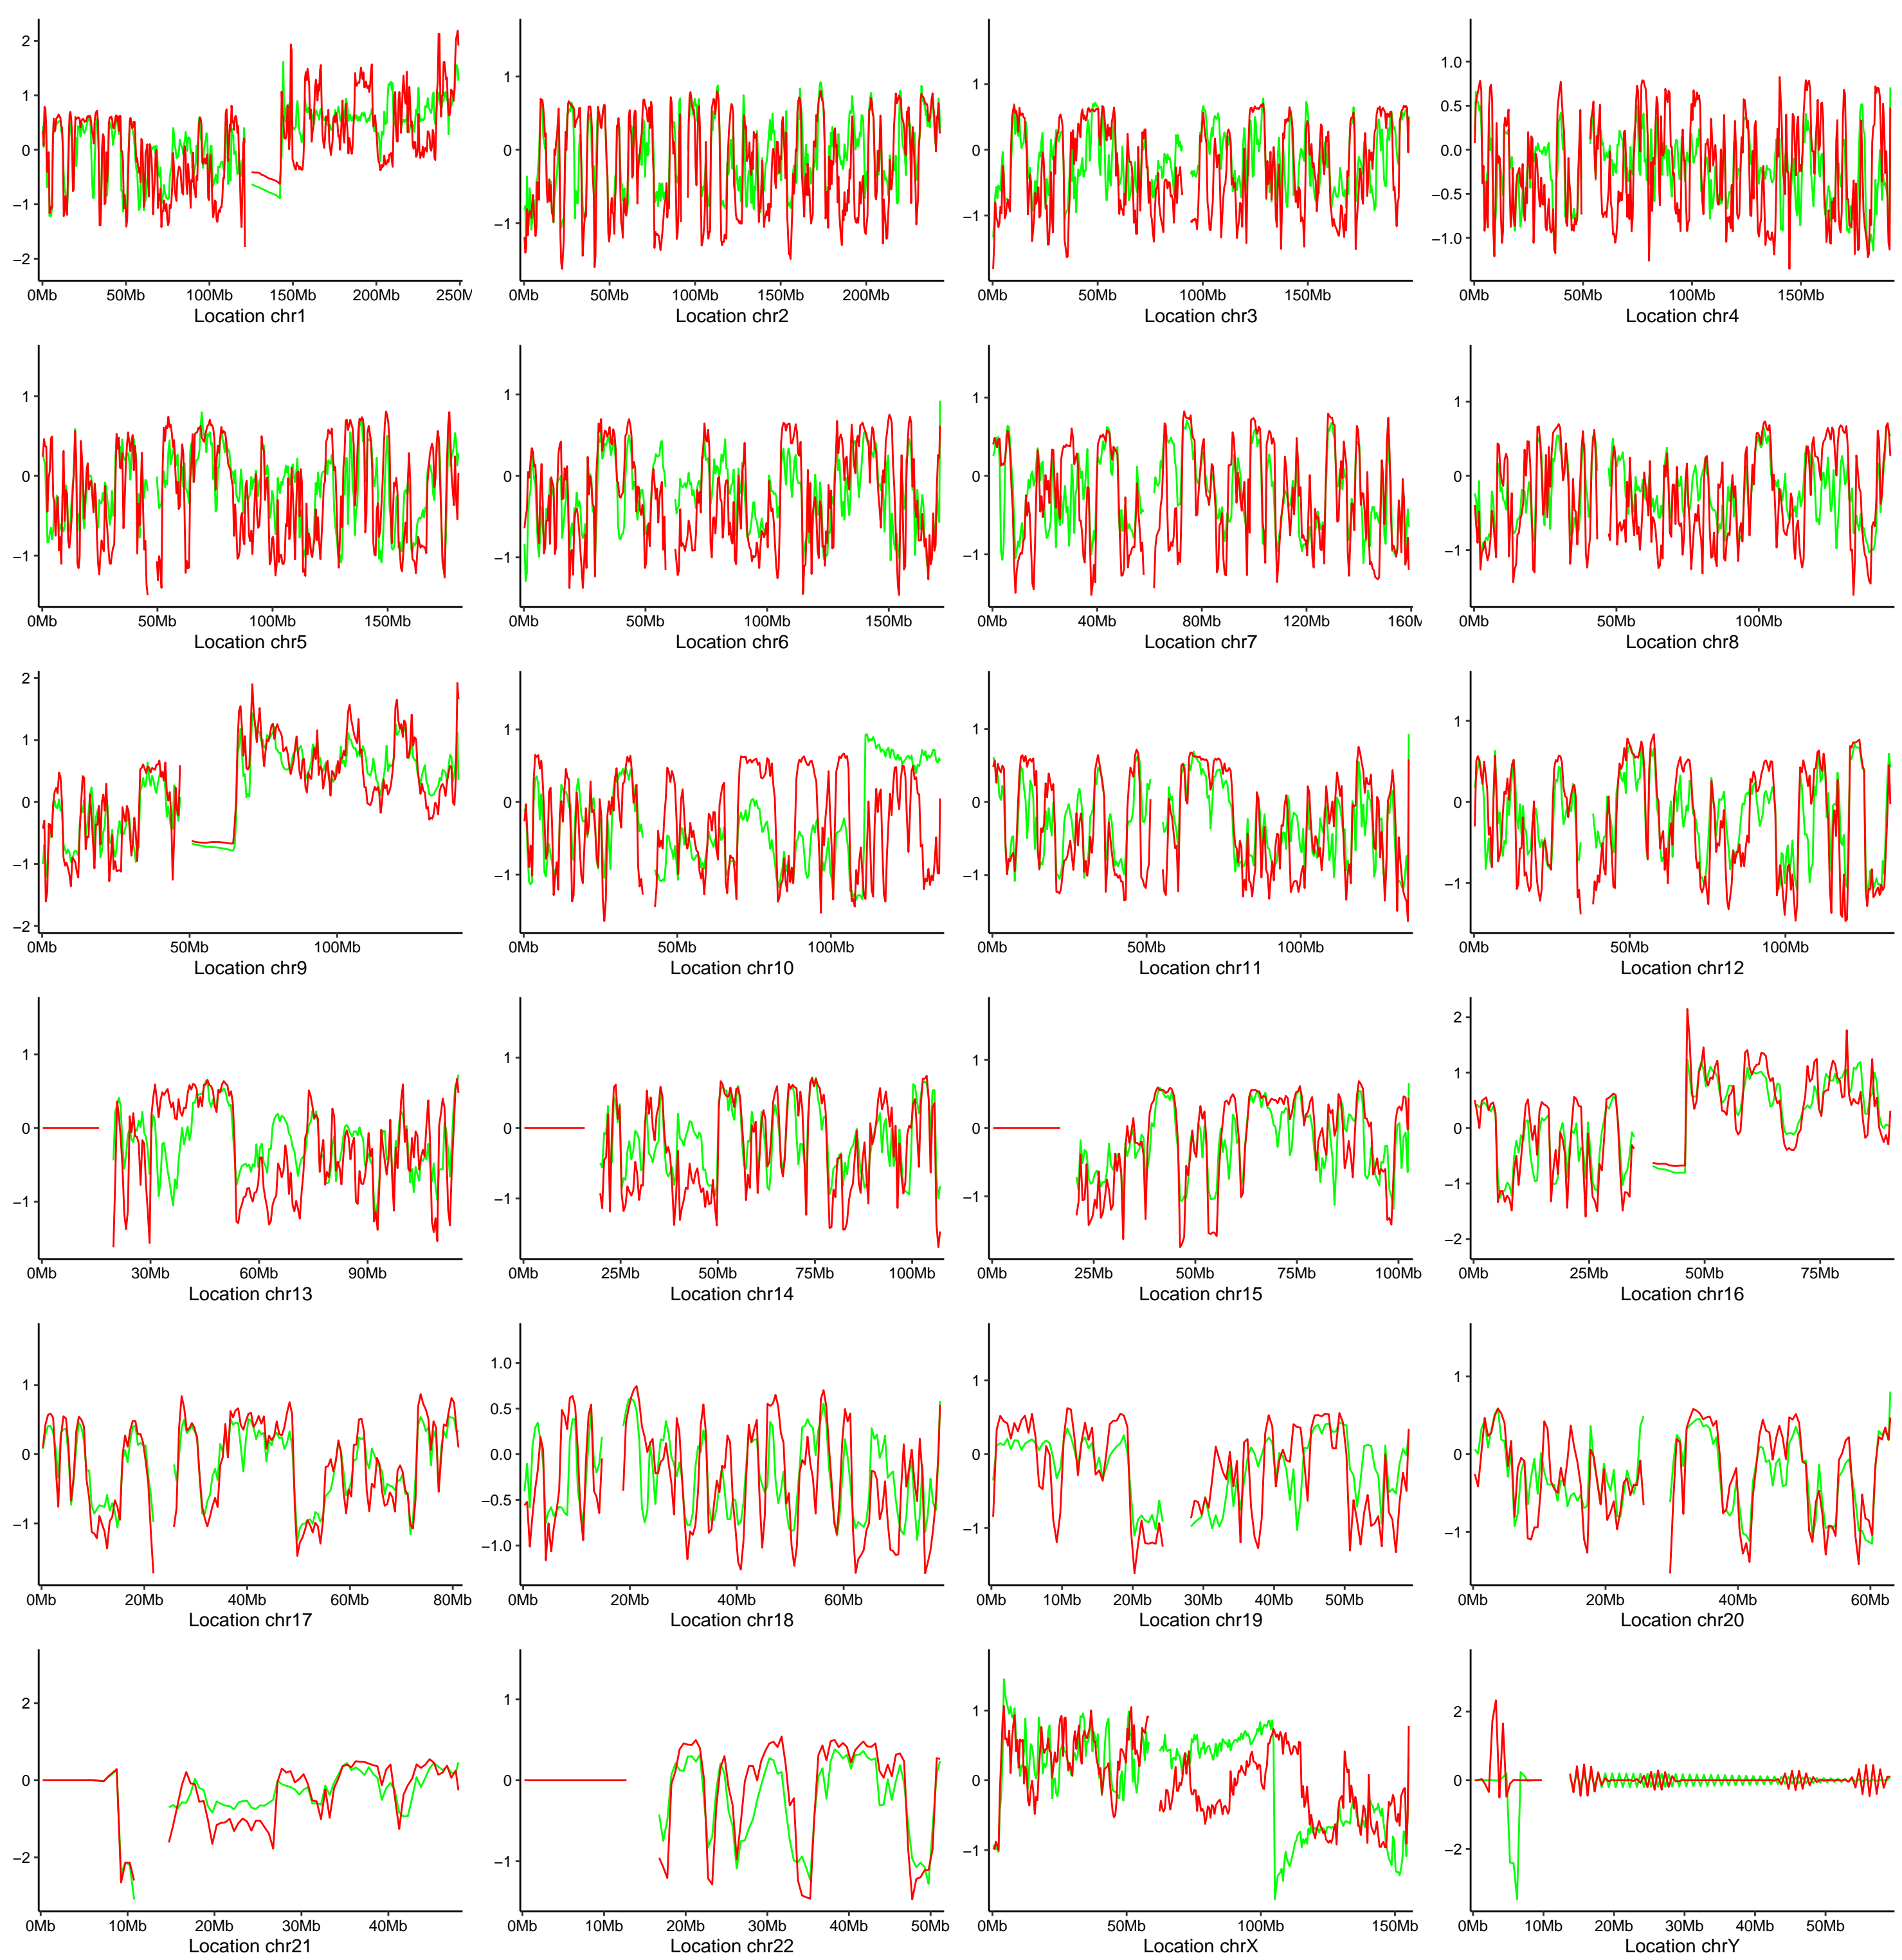 2
1
0
−1
−2
0Mb 50Mb 100Mb 150Mb 200Mb 250M
Location chr1
1
0
−1
0Mb 50Mb 100Mb 150Mb 200Mb
Location chr2
1
0
−1
0Mb 50Mb 100Mb 150Mb
Location chr3
1.0
0.5
0.0
−0.5
−1.0
0Mb 50Mb 100Mb 150Mb
Location chr4
1
0
−1
0Mb 50Mb 100Mb 150Mb
Location chr5
1
0
−1
0Mb 50Mb 100Mb 150Mb
Location chr6
1
0
−1
0Mb 40Mb 80Mb 120Mb 160M
Location chr7
1
0
−1
0Mb 50Mb 100Mb
Location chr8
2
1
0
−1
−2
0Mb 50Mb 100Mb
Location chr9
1
0
−1
0Mb 50Mb 100Mb
Location chr10
1
0
−1
0Mb 50Mb 100Mb
Location chr11
1
0
−1
0Mb 50Mb 100Mb
Location chr12
1
0
−1
0Mb 30Mb 60Mb 90Mb
Location chr13
1
0
−1
0Mb 25Mb 50Mb 75Mb 100Mb
Location chr14
1
0
−1
0Mb 25Mb 50Mb 75Mb 100Mb
Location chr15
2
1
0
−1
−2
0Mb 25Mb 50Mb 75Mb
Location chr16
1
0
−1
0Mb 20Mb 40Mb 60Mb 80Mb
Location chr17
1.0
0.5
0.0
−0.5
−1.0
0Mb 20Mb 40Mb 60Mb
Location chr18
1
0
−1
0Mb 10Mb 20Mb 30Mb 40Mb 50Mb
Location chr19
1
0
−1
0Mb 20Mb 40Mb 60Mb
Location chr20
2
0
−2
0Mb 10Mb 20Mb 30Mb 40Mb
Location chr21
1
0
−1
0Mb 10Mb 20Mb 30Mb 40Mb 50Mb
Location chr22
1
0
−1
0Mb 50Mb 100Mb 150Mb
Location chrX
2
0
−2
0Mb 10Mb 20Mb 30Mb 40Mb 50Mb
Location chrY